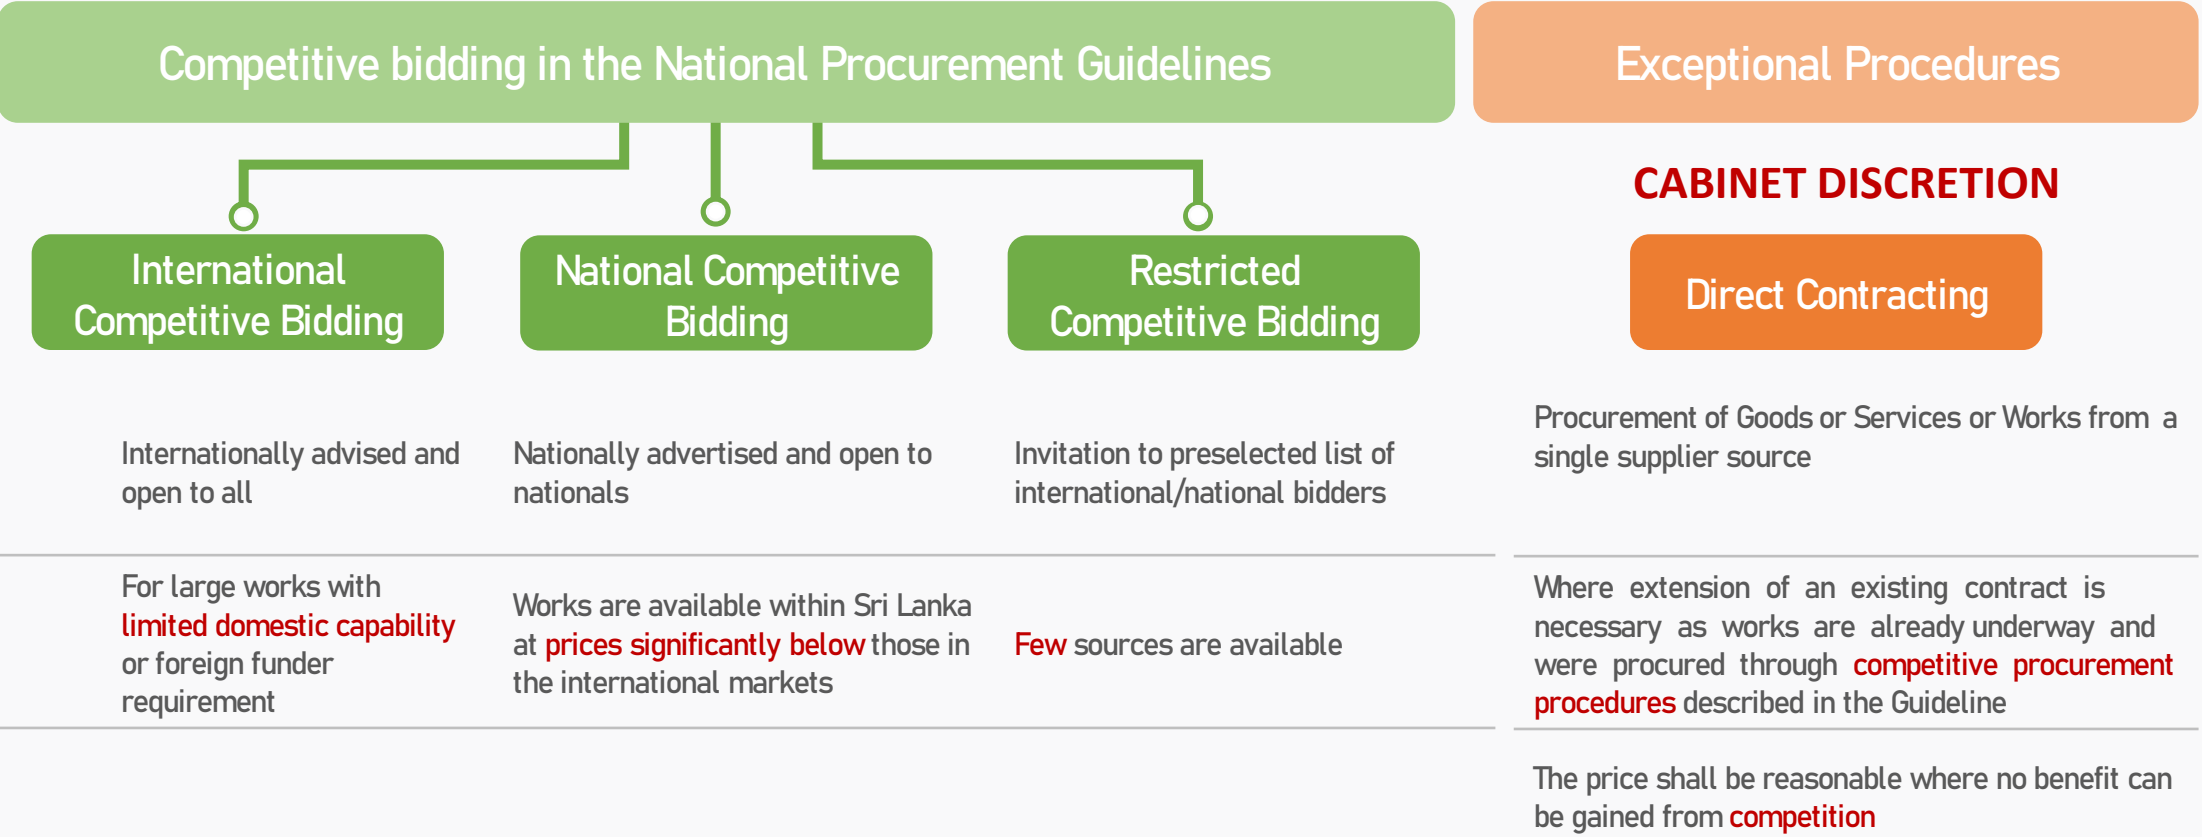 Competitive bidding in the National Procurement Guidelines
Exceptional Procedures
CABINET DISCRETION
International
Competitive Bidding
National Competitive
Bidding
Restricted
Competitive Bidding
Direct Contracting
Internationally advised and
open to all
Nationally advertised and open to
nationals
Invitation to preselected list of
international/national bidders
Procurement of Goods or Services or Works from a
single supplier source
For large works with
limited domestic capability
or foreign funder
requirement
Works are available within Sri Lanka
at prices significantly below those in
the international markets
Few sources are available
Where extension of an existing contract is
necessary as works are already underway and
were procured through competitive procurement
procedures described in the Guideline
The price shall be reasonable where no benefit can
be gained from competition